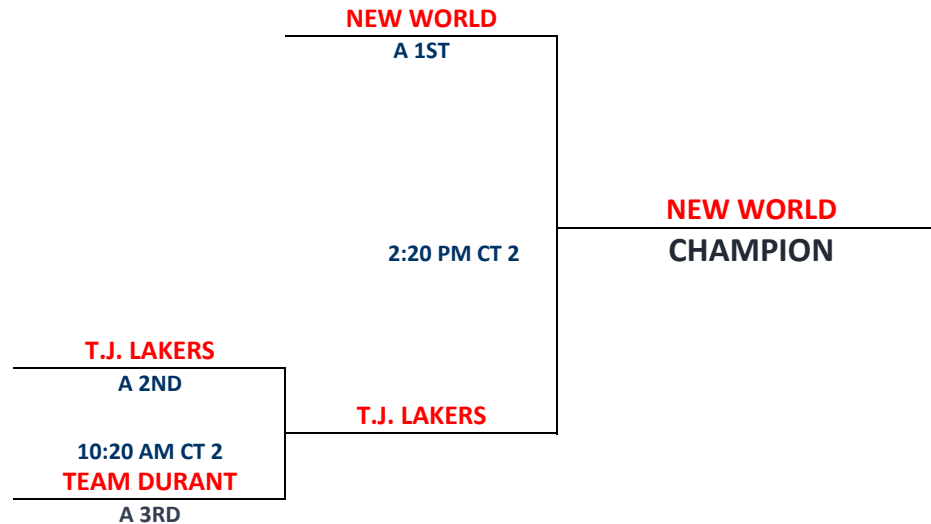 NEW WORLD
A 1ST
NEW WORLD
2:20 PM CT 2
CHAMPION
T.J. LAKERS
A 2ND
T.J. LAKERS
10:20 AM CT 2
TEAM DURANT
A 3RD